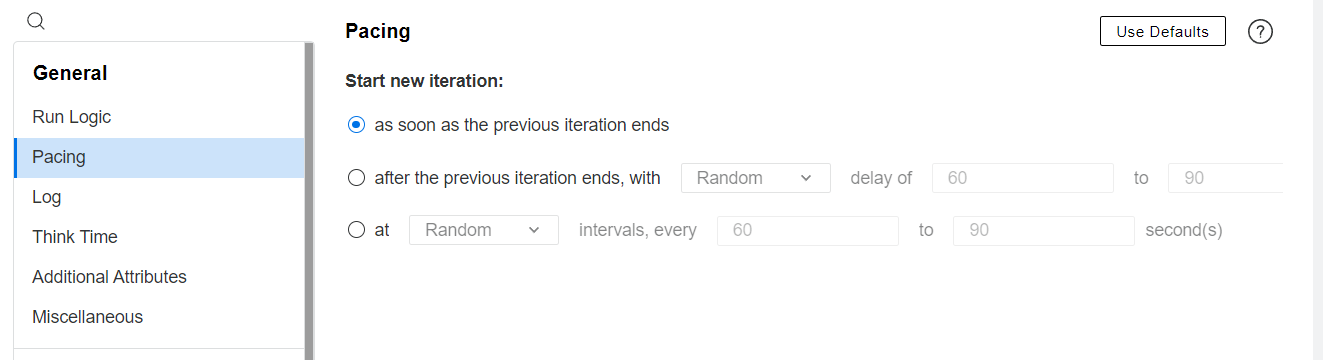 General
Run Logic
Pacing
Log
Think Time
Additional Attributes
Miscellaneous
Pacing
Use Defaults
?
Start new iteration:
as soon as the previous iteration ends
after the previous iteration ends, with Random delay of 60 to 90
at Random intervals, every 60 to 90 second(s)